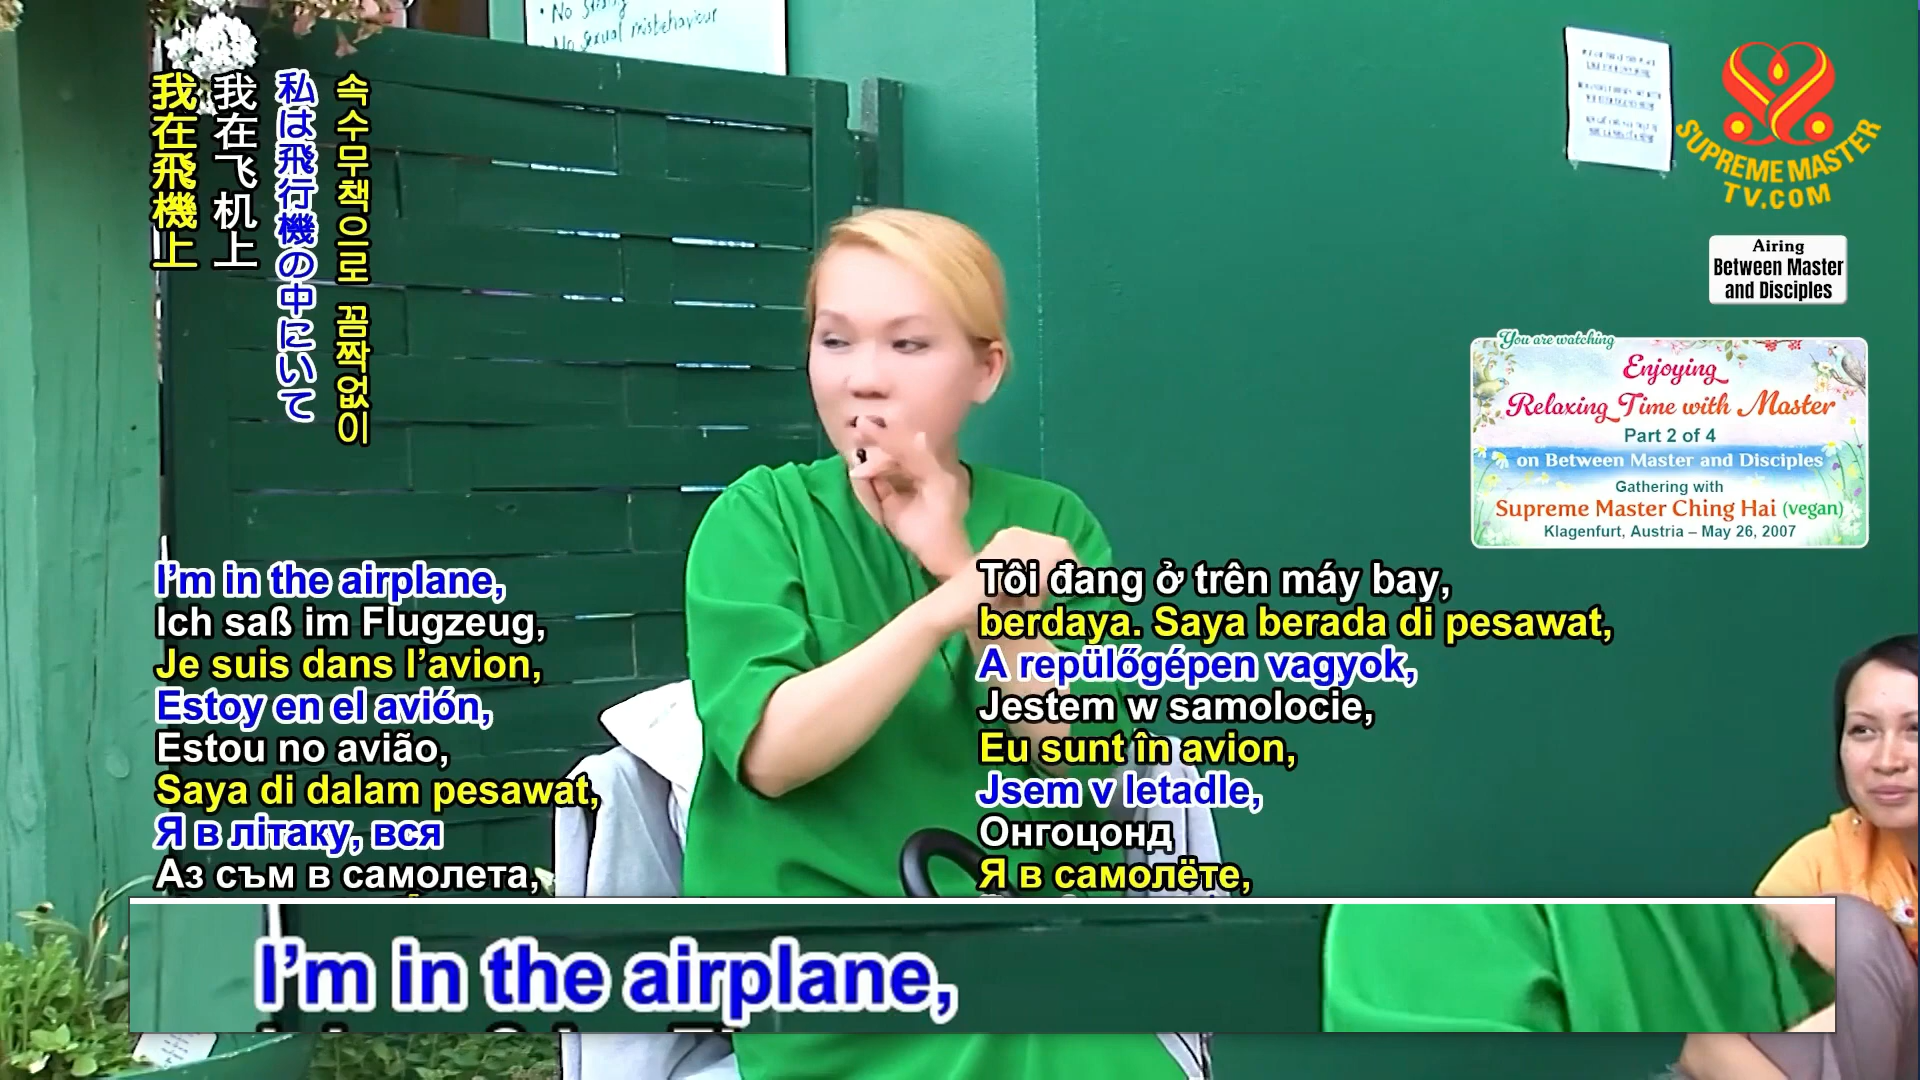 • No
• No sexual misbehaviour
我在飛機上
我在飞机上
私は飛行機の中にいて
속수무책으로 꼼짝없이
SUPREME MASTER
TV.COM
Airing
Between Master
and Disciples
You are watching
Enjoying
Relaxing Time with Master
Part 2 of 4
on Between Master and Disciples
Gathering with
Supreme Master Ching Hai (vegan)
Klagenfurt, Austria – May 26, 2007
I’m in the airplane,
Ich saß im Flugzeug,
Je suis dans l’avion,
Estoy en el avión,
Estou no avião,
Saya di dalam pesawat,
Я в літаку, вся
Аз съм в самолета,
Tôi đang ở trên máy bay,
berdaya. Saya berada di pesawat,
A repülőgépen vagyok,
Jestem w samolocie,
Eu sunt în avion,
Jsem v letadle,
Онгоцонд
Я в самолёте,
I’m in the airplane,